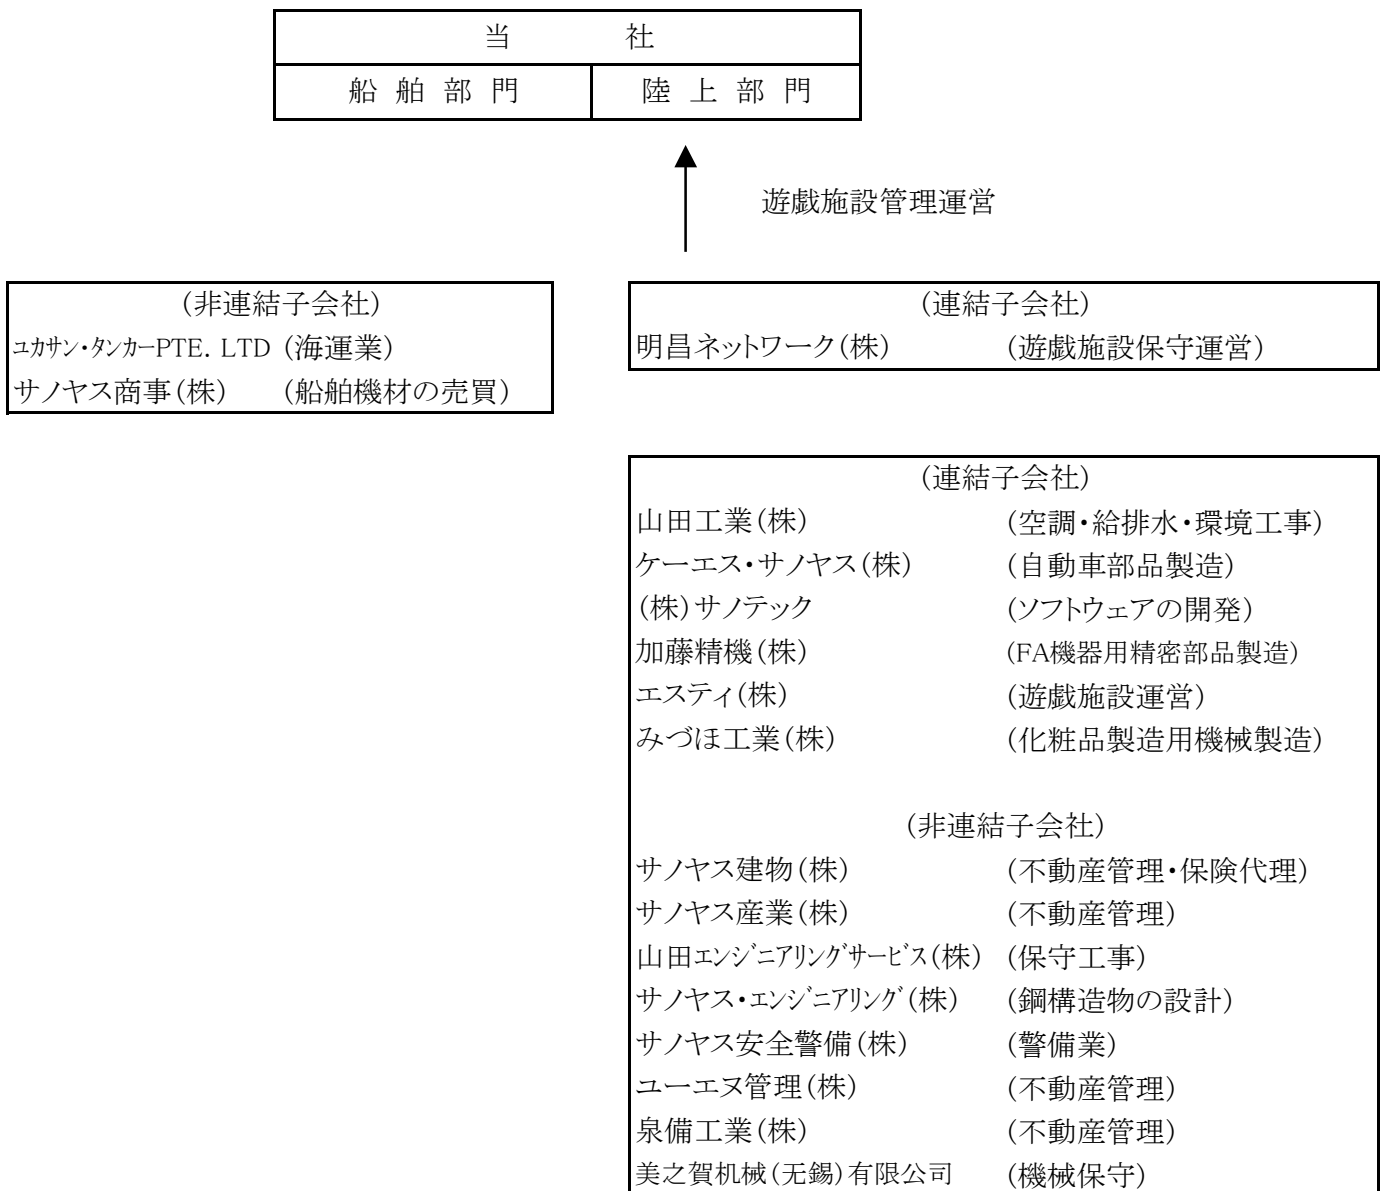 当 社
船舶部門 陸上部門
遊戯施設管理運営
(非連結子会社)
ユカサン・タンカーPTE. LTD (海運業)
サノヤス商事(株) (船舶機材の売買)
(連結子会社)
明昌ネットワーク(株) (遊戯施設保守運営)
(連結子会社)
山田工業(株) (空調・給排水・環境工事)
ケーエス・サノヤス(株) (自動車部品製造)
(株)サノテック (ソフトウェアの開発)
加藤精機(株) (FA機器用精密部品製造)
エスティ(株) (遊戯施設運営)
みづほ工業(株) (化粧品製造用機械製造)
(非連結子会社)
サノヤス建物(株) (不動産管理・保険代理)
サノヤス産業(株) (不動産管理)
山田エンジニアリングサービス(株) (保守工事)
サノヤス・エンジニアリング(株) (鋼構造物の設計)
サノヤス安全警備(株) (警備業)
ユーエヌ管理(株) (不動産管理)
泉備工業(株) (不動産管理)
美之賀机械(无錫)有限公司 (機械保守)